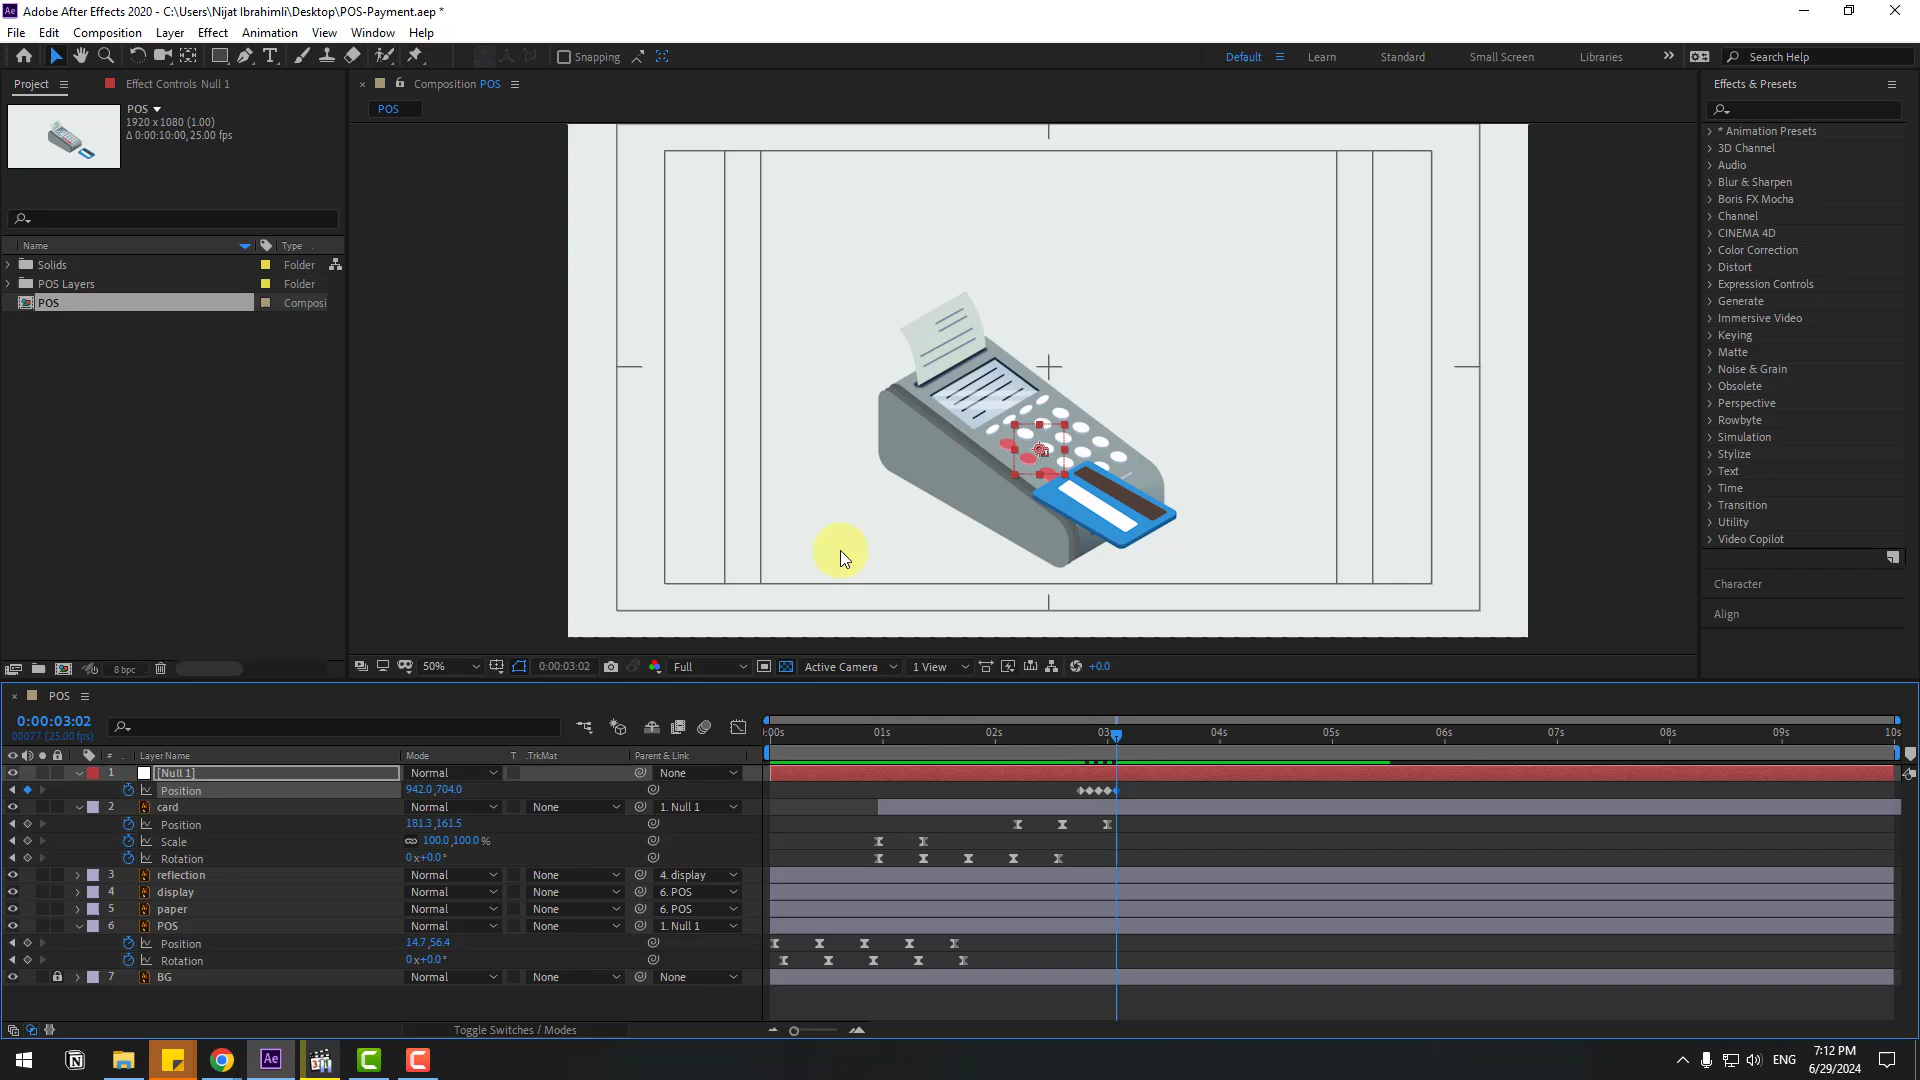 Adobe After Effects 2020 - C:\Users\Nijat Ibrahimli\Desktop\POS-Payment.aep *
File Edit Composition Layer Effect Animation View Window Help
Snapping Default Learn Standard Small Screen Libraries Search Help
Project Effect Controls Null 1 Composition POS Effects & Presets
POS
1920 x 1080 (1.00)
Δ 0:00:10:00, 25.00 fps
POS
Name Type
Solids Folder
POS Layers Folder
POS Composi
* Animation Presets
3D Channel
Audio
Blur & Sharpen
Boris FX Mocha
Channel
CINEMA 4D
Color Correction
Distort
Expression Controls
Generate
Immersive Video
Keying
Matte
Noise & Grain
Obsolete
Perspective
Rowbyte
Simulation
Stylize
Text
Time
Transition
Utility
Video Copilot
Character
Align
8 bpc 50% 0:00:03:02 Full Active Camera 1 View +0.0
POS
0:00:03:02
00077 (25.00 fps)
:00s 01s 02s 03s 04s 05s 06s 07s 08s 09s 10s
# Layer Name Mode T .TrkMat Parent & Link
1 [Null 1] Normal None
Position 942.0,704.0
2 card Normal None 1. Null 1
Position 181.3,161.5
Scale 100.0,100.0 %
Rotation 0x+0.0°
3 reflection Normal None 4. display
4 display Normal None 6. POS
5 paper Normal None 6. POS
6 POS Normal None 1. Null 1
Position 14.7,56.4
Rotation 0x+0.0°
7 BG Normal None None
Toggle Switches / Modes
ENG 7:12 PM
6/29/2024